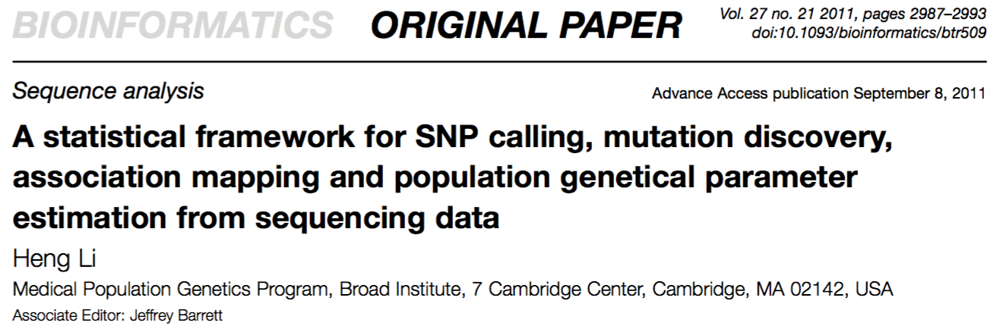 BIOINFORMATICS ORIGINAL PAPER Vol. 27 no. 21 2011, pages 2987–2993
doi:10.1093/bioinformatics/btr509
Sequence analysis Advance Access publication September 8, 2011
A statistical framework for SNP calling, mutation discovery,
association mapping and population genetical parameter
estimation from sequencing data
Heng Li
Medical Population Genetics Program, Broad Institute, 7 Cambridge Center, Cambridge, MA 02142, USA
Associate Editor: Jeffrey Barrett